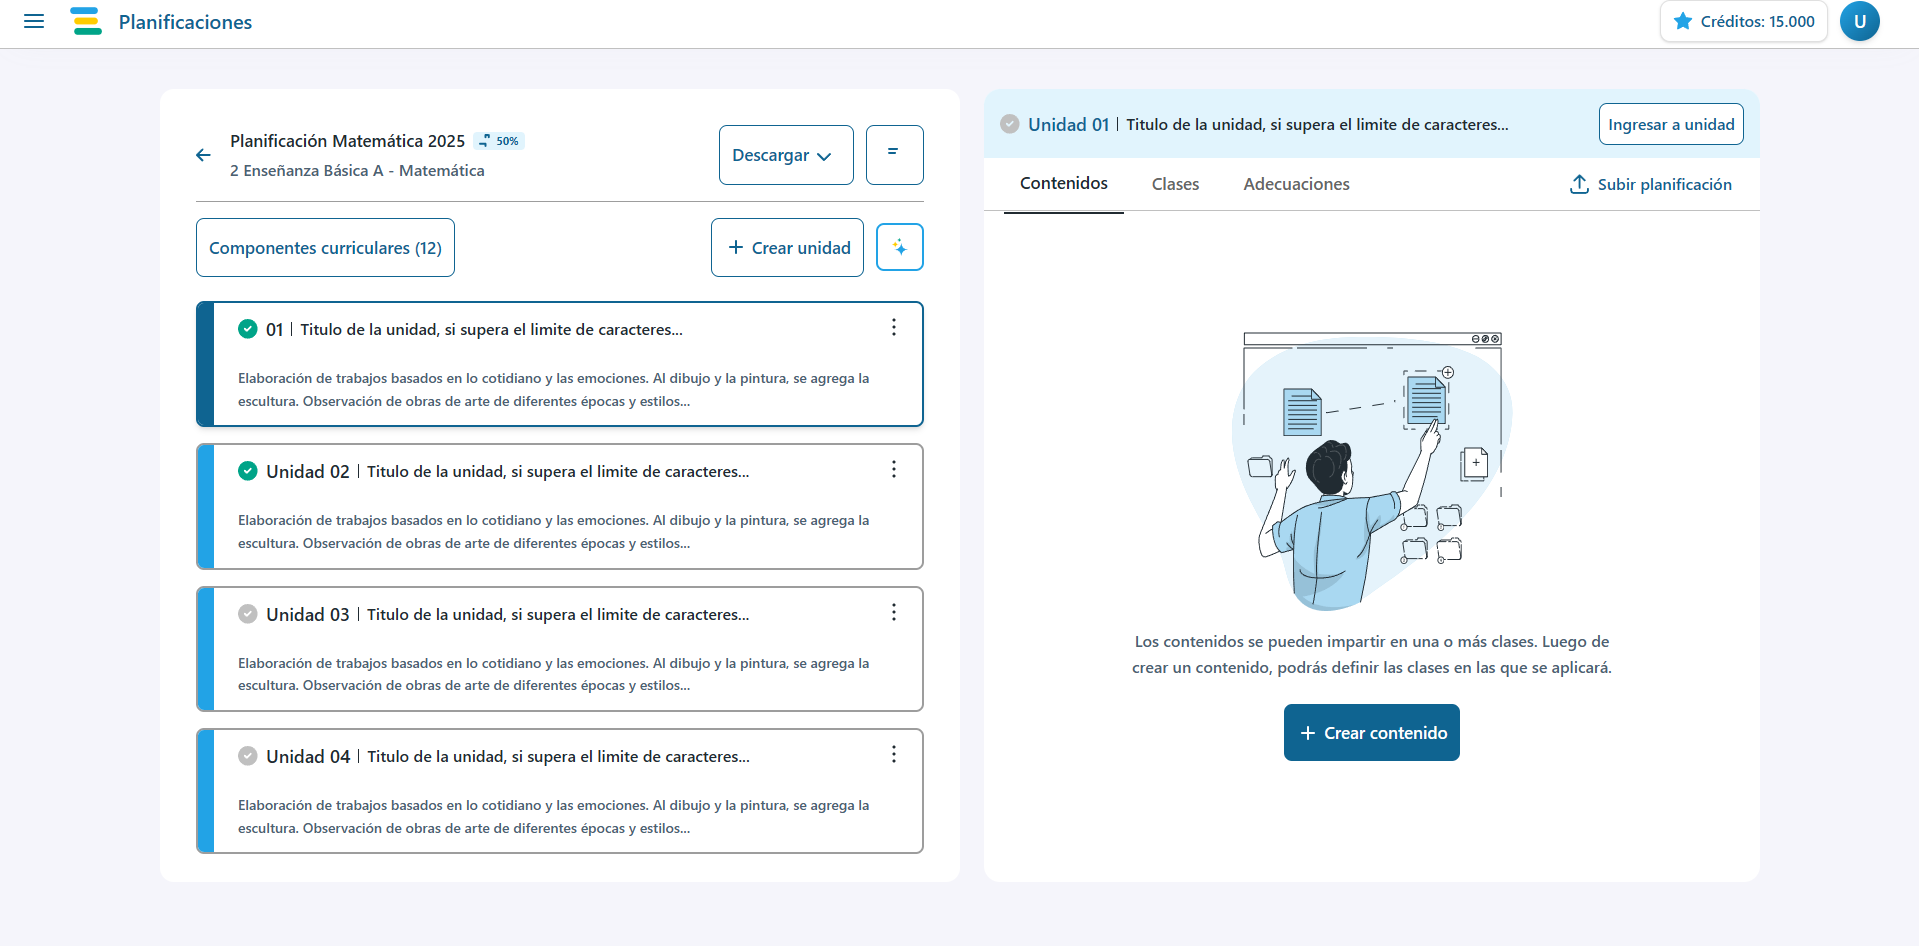 Planificaciones
Créditos: 15.000
U
Planificación Matemática 2025
50%
2 Enseñanza Básica A - Matemática
Descargar
Componentes curriculares (12)
Crear unidad
01 | Titulo de la unidad, si supera el limite de caracteres...
Elaboración de trabajos basados en lo cotidiano y las emociones. Al dibujo y la pintura, se agrega la
escultura. Observación de obras de arte de diferentes épocas y estilos...
Unidad 02 | Titulo de la unidad, si supera el limite de caracteres...
Elaboración de trabajos basados en lo cotidiano y las emociones. Al dibujo y la pintura, se agrega la
escultura. Observación de obras de arte de diferentes épocas y estilos...
Unidad 03 | Titulo de la unidad, si supera el limite de caracteres...
Elaboración de trabajos basados en lo cotidiano y las emociones. Al dibujo y la pintura, se agrega la
escultura. Observación de obras de arte de diferentes épocas y estilos...
Unidad 04 | Titulo de la unidad, si supera el limite de caracteres...
Elaboración de trabajos basados en lo cotidiano y las emociones. Al dibujo y la pintura, se agrega la
escultura. Observación de obras de arte de diferentes épocas y estilos...
Unidad 01 | Titulo de la unidad, si supera el limite de caracteres...
Ingresar a unidad
Contenidos
Clases
Adecuaciones
Subir planificación
Los contenidos se pueden impartir en una o más clases. Luego de
crear un contenido, podrás definir las clases en las que se aplicará.
Crear contenido